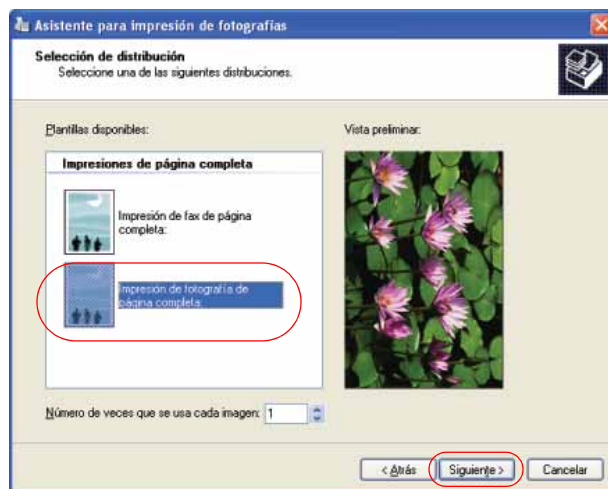 Asistente para impresión de fotografías
Selección de distribución
Seleccione una de las siguientes distribuciones.
Plantillas disponibles:
Vista preliminar:
Impresiones de página completa
Impresión de fax de página
completa:
Impresión de fotografía de
página completa:
Número de veces que se usa cada imagen: 1
< Atrás
Siguiente >
Cancelar